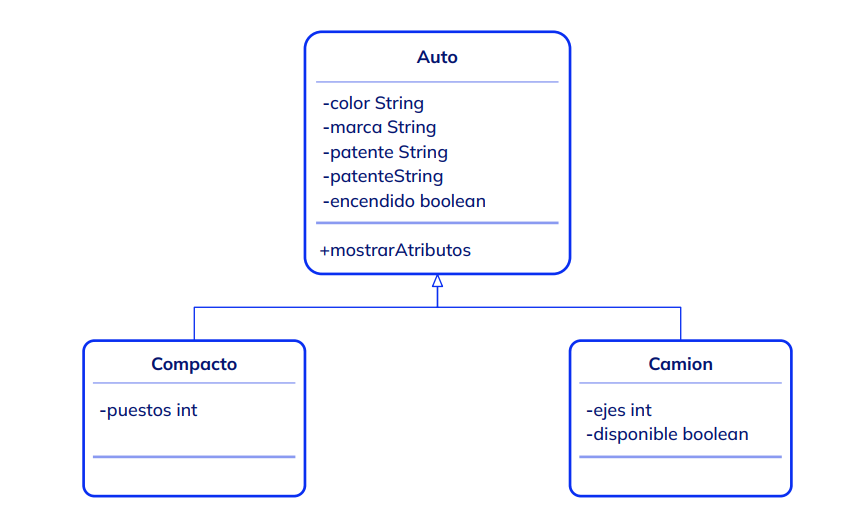 Auto
-color String
-marca String
-patente String
-patenteString
-encendido boolean
+mostrarAtributos
Compacto
-puestos int
Camion
-ejes int
-disponible boolean